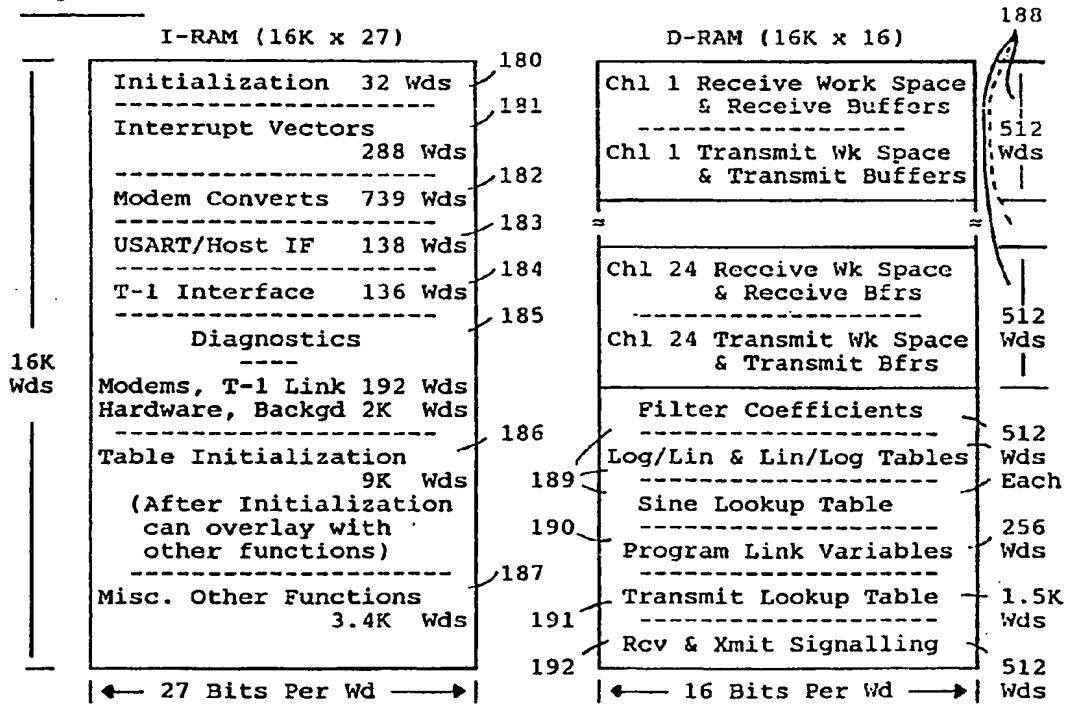 188
I-RAM (16K x 27)
D-RAM (16K x 16)
180
Initialization 32 Wds
181
Interrupt Vectors
288 Wds
182
Modem Converts 739 Wds
183
USART/Host IF 138 Wds
184
T-1 Interface 136 Wds
185
Diagnostics
Modems, T-1 Link 192 Wds
Hardware, Backgd 2K Wds
186
Table Initialization
9K Wds
(After Initialization
can overlay with
other functions)
187
Misc. Other Functions
3.4K Wds
16K
Wds
27 Bits Per Wd
Chl 1 Receive Work Space
& Receive Buffers
Chl 1 Transmit Wk Space
& Transmit Buffers
512
Wds
Chl 24 Receive Wk Space
& Receive Bfrs
Chl 24 Transmit Wk Space
& Transmit Bfrs
512
Wds
Filter Coefficients
Log/Lin & Lin/Log Tables
Sine Lookup Table
512
Wds
Each
189
190
Program Link Variables
256
Wds
191
Transmit Lookup Table
1.5K
Wds
192
Rcv & Xmit Signalling
512
Wds
16 Bits Per Wd